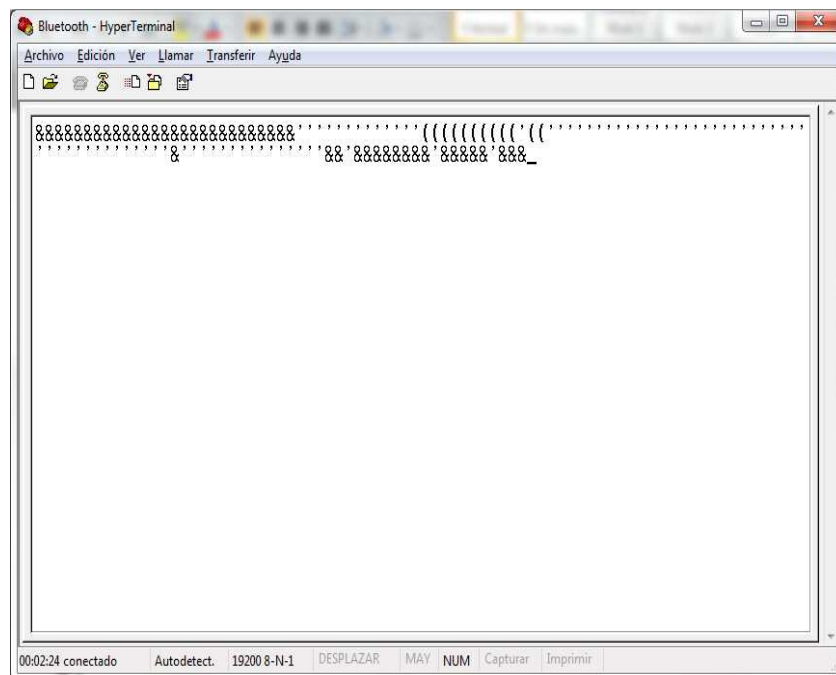 Bluetooth - HyperTerminal
Archivo Edición Ver Llamar Transferir Ayuda
&&&&&&&&&&&&&&&&&&&&&&&&&&&'''''''''''''(((((((((('(('''''''''''''''''''''''''''
''''''''''''''&'''''''''''''''&&'&&&&&&&&'&&&&&'&&&_
00:02:24 conectado Autodetect. 19200 8-N-1 DESPLAZAR MAY NUM Capturar Imprimir